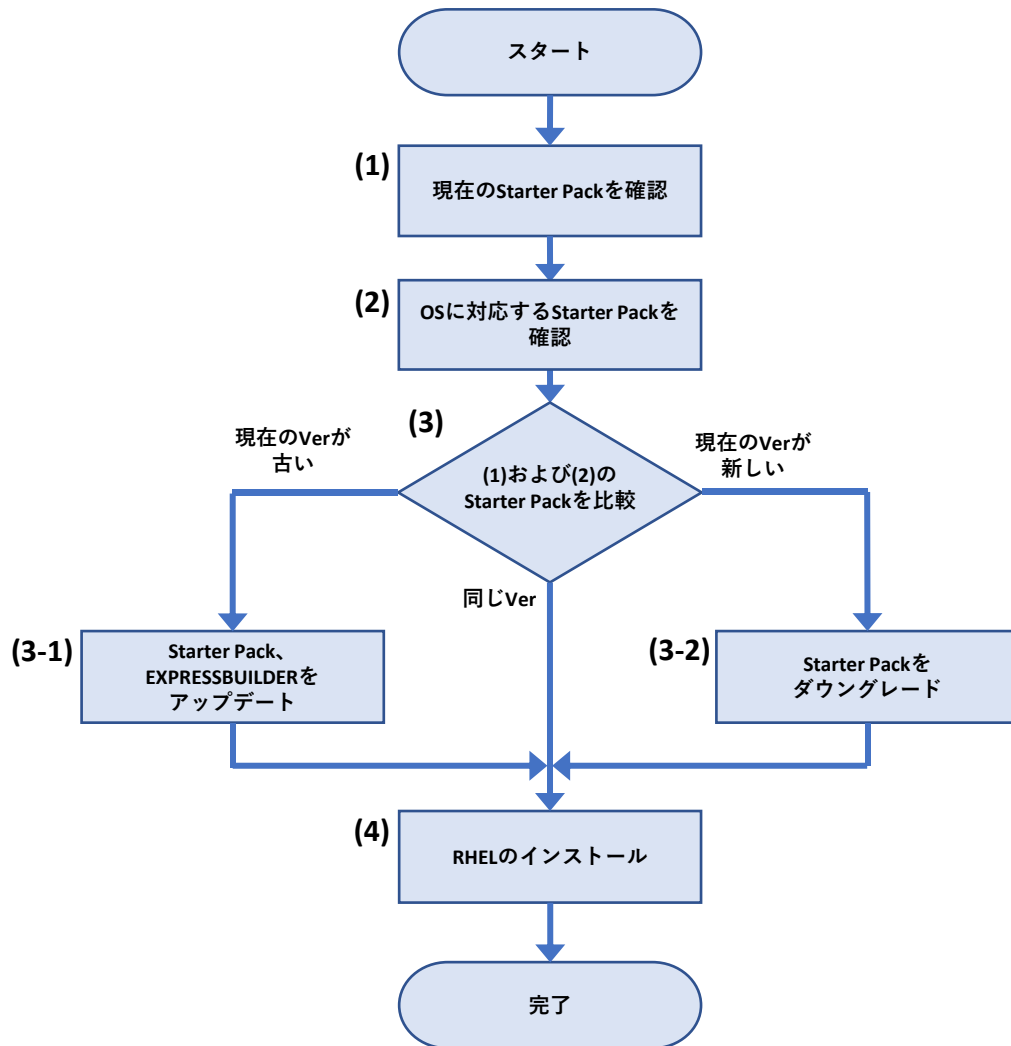 スタート
(1)
現在のStarter Packを確認
(2)
OSに対応するStarter Packを
確認
(3)
現在のVerが
古い
(1)および(2)の
Starter Packを比較
現在のVerが
新しい
同じVer
(3-1)
Starter Pack、
EXPRESSBUILDERを
アップデート
(3-2)
Starter Packを
ダウングレード
(4)
RHELのインストール
完了